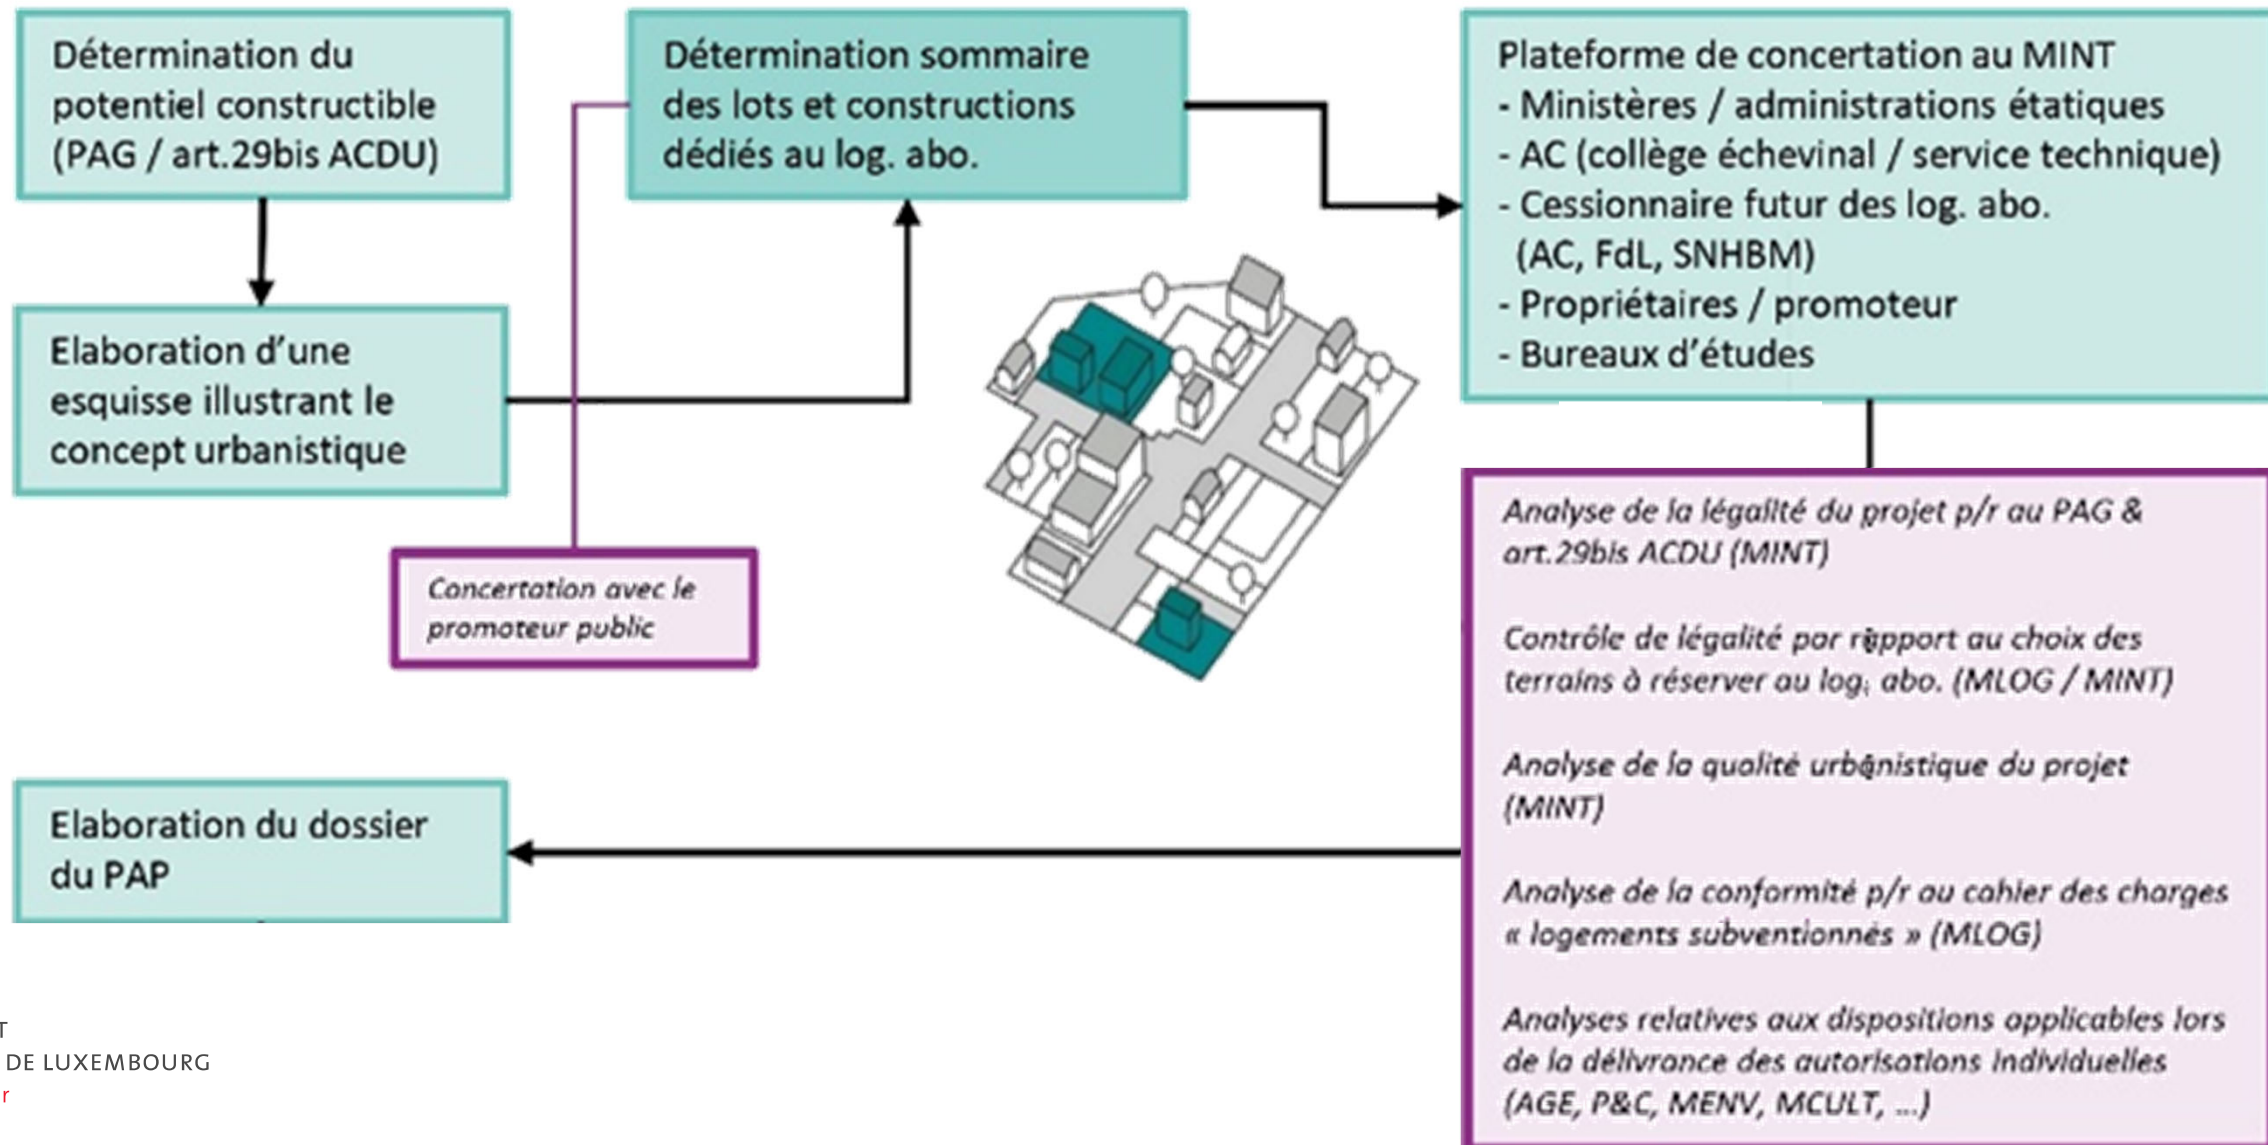 Détermination du
potentiel constructible
(PAG / art.29bis ACDU)
Elaboration d’une
esquisse illustrant le
concept urbanistique
Détermination sommaire
des lots et constructions
dédiés au log. abo.
Concertation avec le
promoteur public
Plateforme de concertation au MINT
- Ministères / administrations étatiques
- AC (collège échevinal / service technique)
- Cessionnaire futur des log. abo.
(AC, FdL, SNHBM)
- Propriétaires / promoteur
- Bureaux d’études
Analyse de la légalité du projet p/r au PAG &
art.29bis ACDU (MINT)
Contrôle de légalité par rapport au choix des
terrains à réserver au log. abo. (MLOG / MINT)
Analyse de la qualité urbanistique du projet
(MINT)
Analyse de la conformité p/r au cahier des charges
« logements subventionnés » (MLOG)
Analyses relatives aux dispositions applicables lors
de la délivrance des autorisations individuelles
(AGE, P&C, MENV, MCULT, ...)
Elaboration du dossier
du PAP
T
DE LUXEMBOURG
r